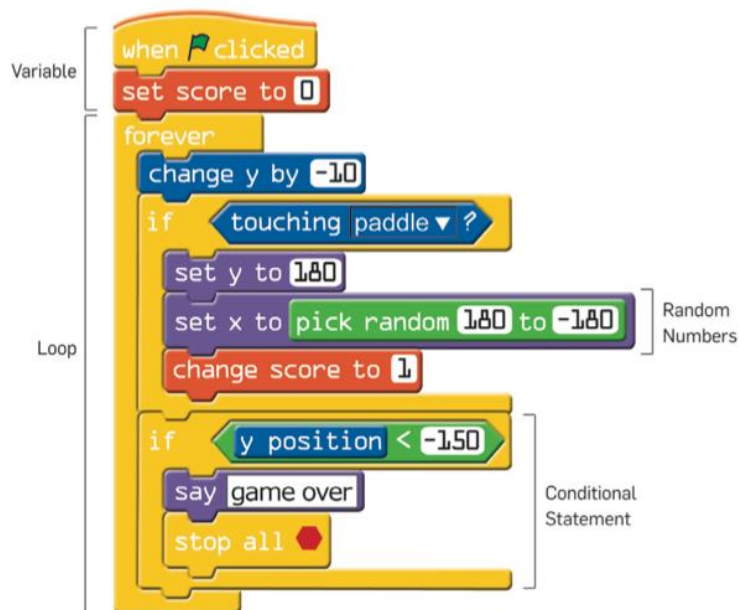 Variable
when clicked
set score to 0
forever
change y by -10
if touching paddle ?
set y to 180
set x to pick random 180 to -180
Random
Numbers
Loop
change score to 1
if y position < -150
say game over
Conditional
Statement
stop all